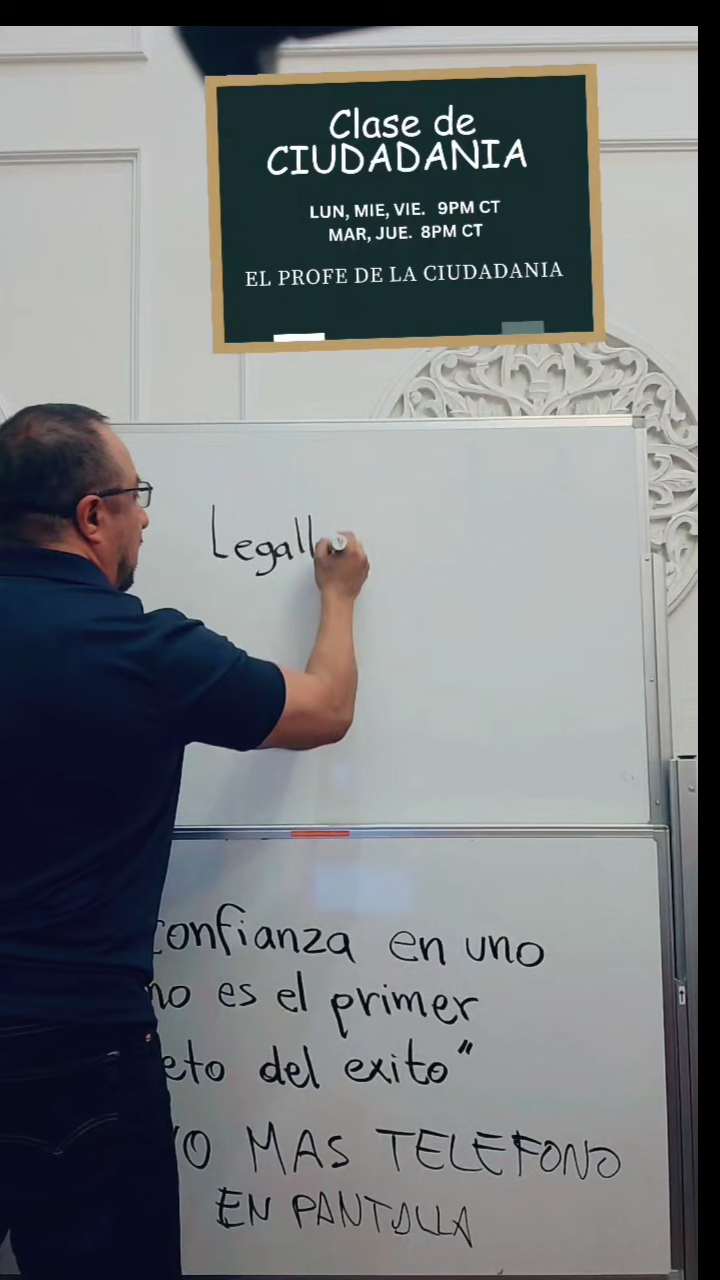 Clase de
CIUDADANIA
LUN, MIE, VIE. 9PM CT
MAR, JUE. 8PM CT
EL PROFE DE LA CIUDADANIA
Legall
confianza en uno
no es el primer
eto del exito"
YO MAS TELEFONO
EN PANTALLA